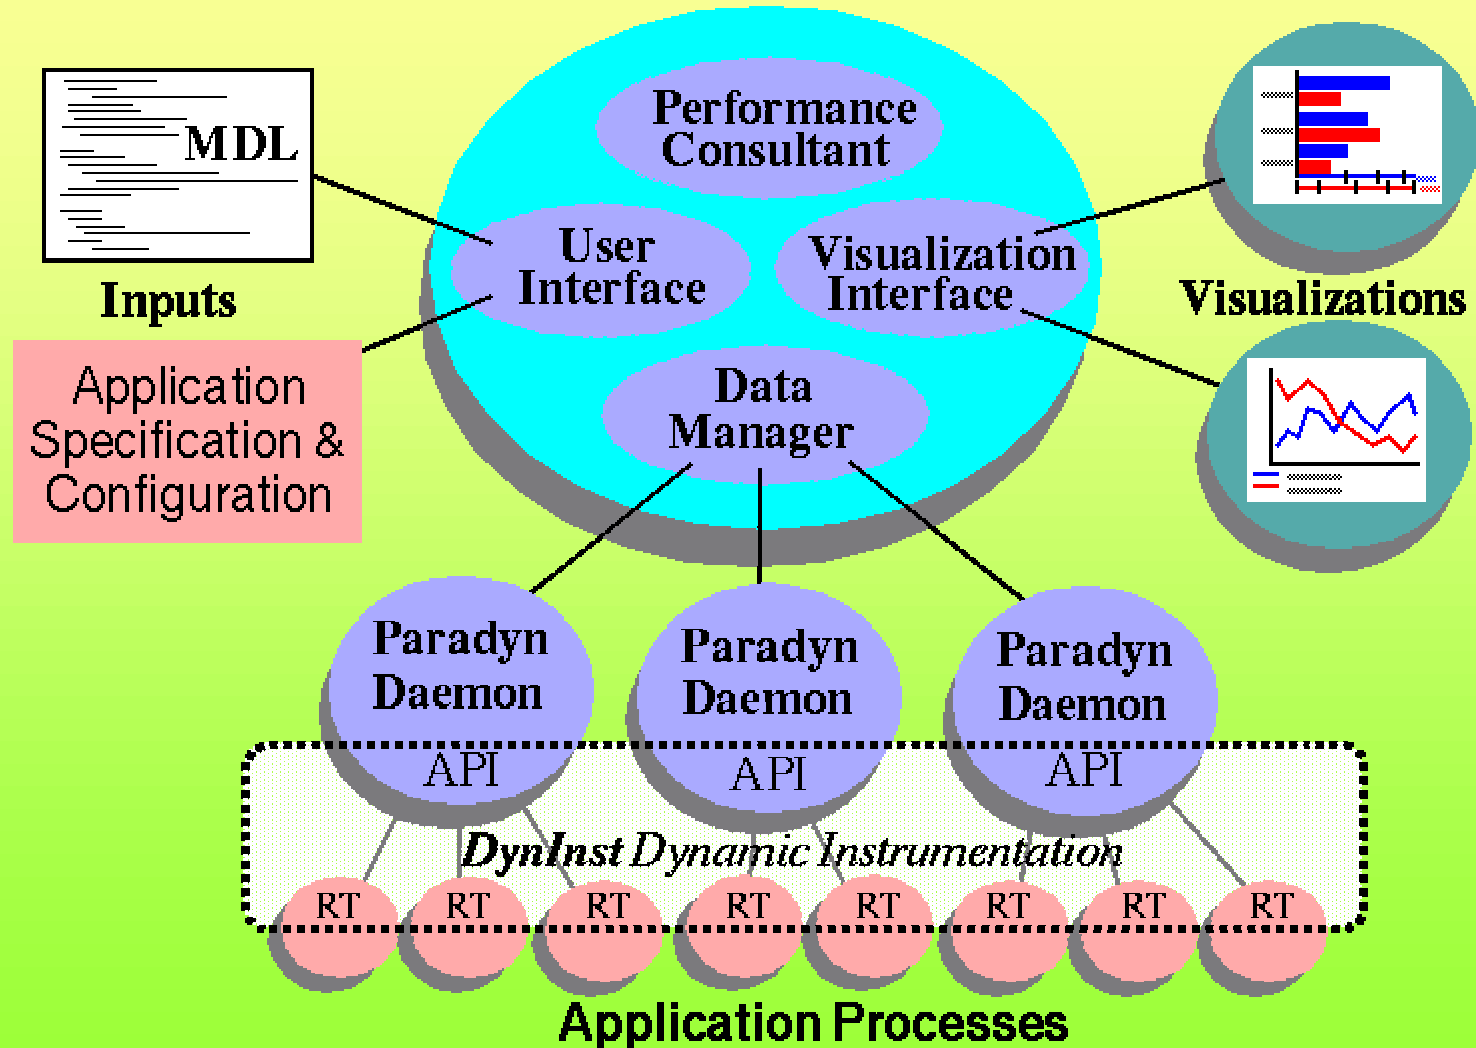 Performance
Consultant
MDL
User
Interface
Visualization
Interface
Inputs
Visualizations
Application
Specification &
Configuration
Data
Manager
Paradyn
Daemon
API
Paradyn
Daemon
API
Paradyn
Daemon
API
DynInst Dynamic Instrumentation
RT
RT
RT
RT
RT
RT
RT
RT
Application Processes